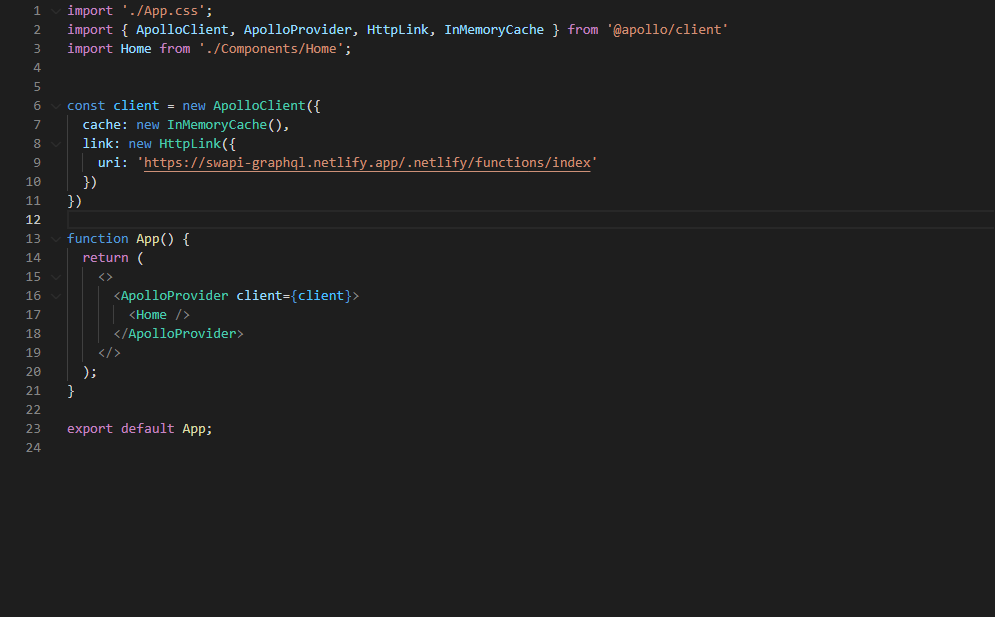 1 import './App.css';
2 import { ApolloClient, ApolloProvider, HttpLink, InMemoryCache } from '@apollo/client'
3 import Home from './Components/Home';
4
5
6 const client = new ApolloClient({
7   cache: new InMemoryCache(),
8   link: new HttpLink({
9     uri: 'https://swapi-graphql.netlify.app/.netlify/functions/index'
10   })
11 })
12
13 function App() {
14   return (
15     <>
16       <ApolloProvider client={client}>
17         <Home />
18       </ApolloProvider>
19     </>
20   );
21 }
22
23 export default App;
24